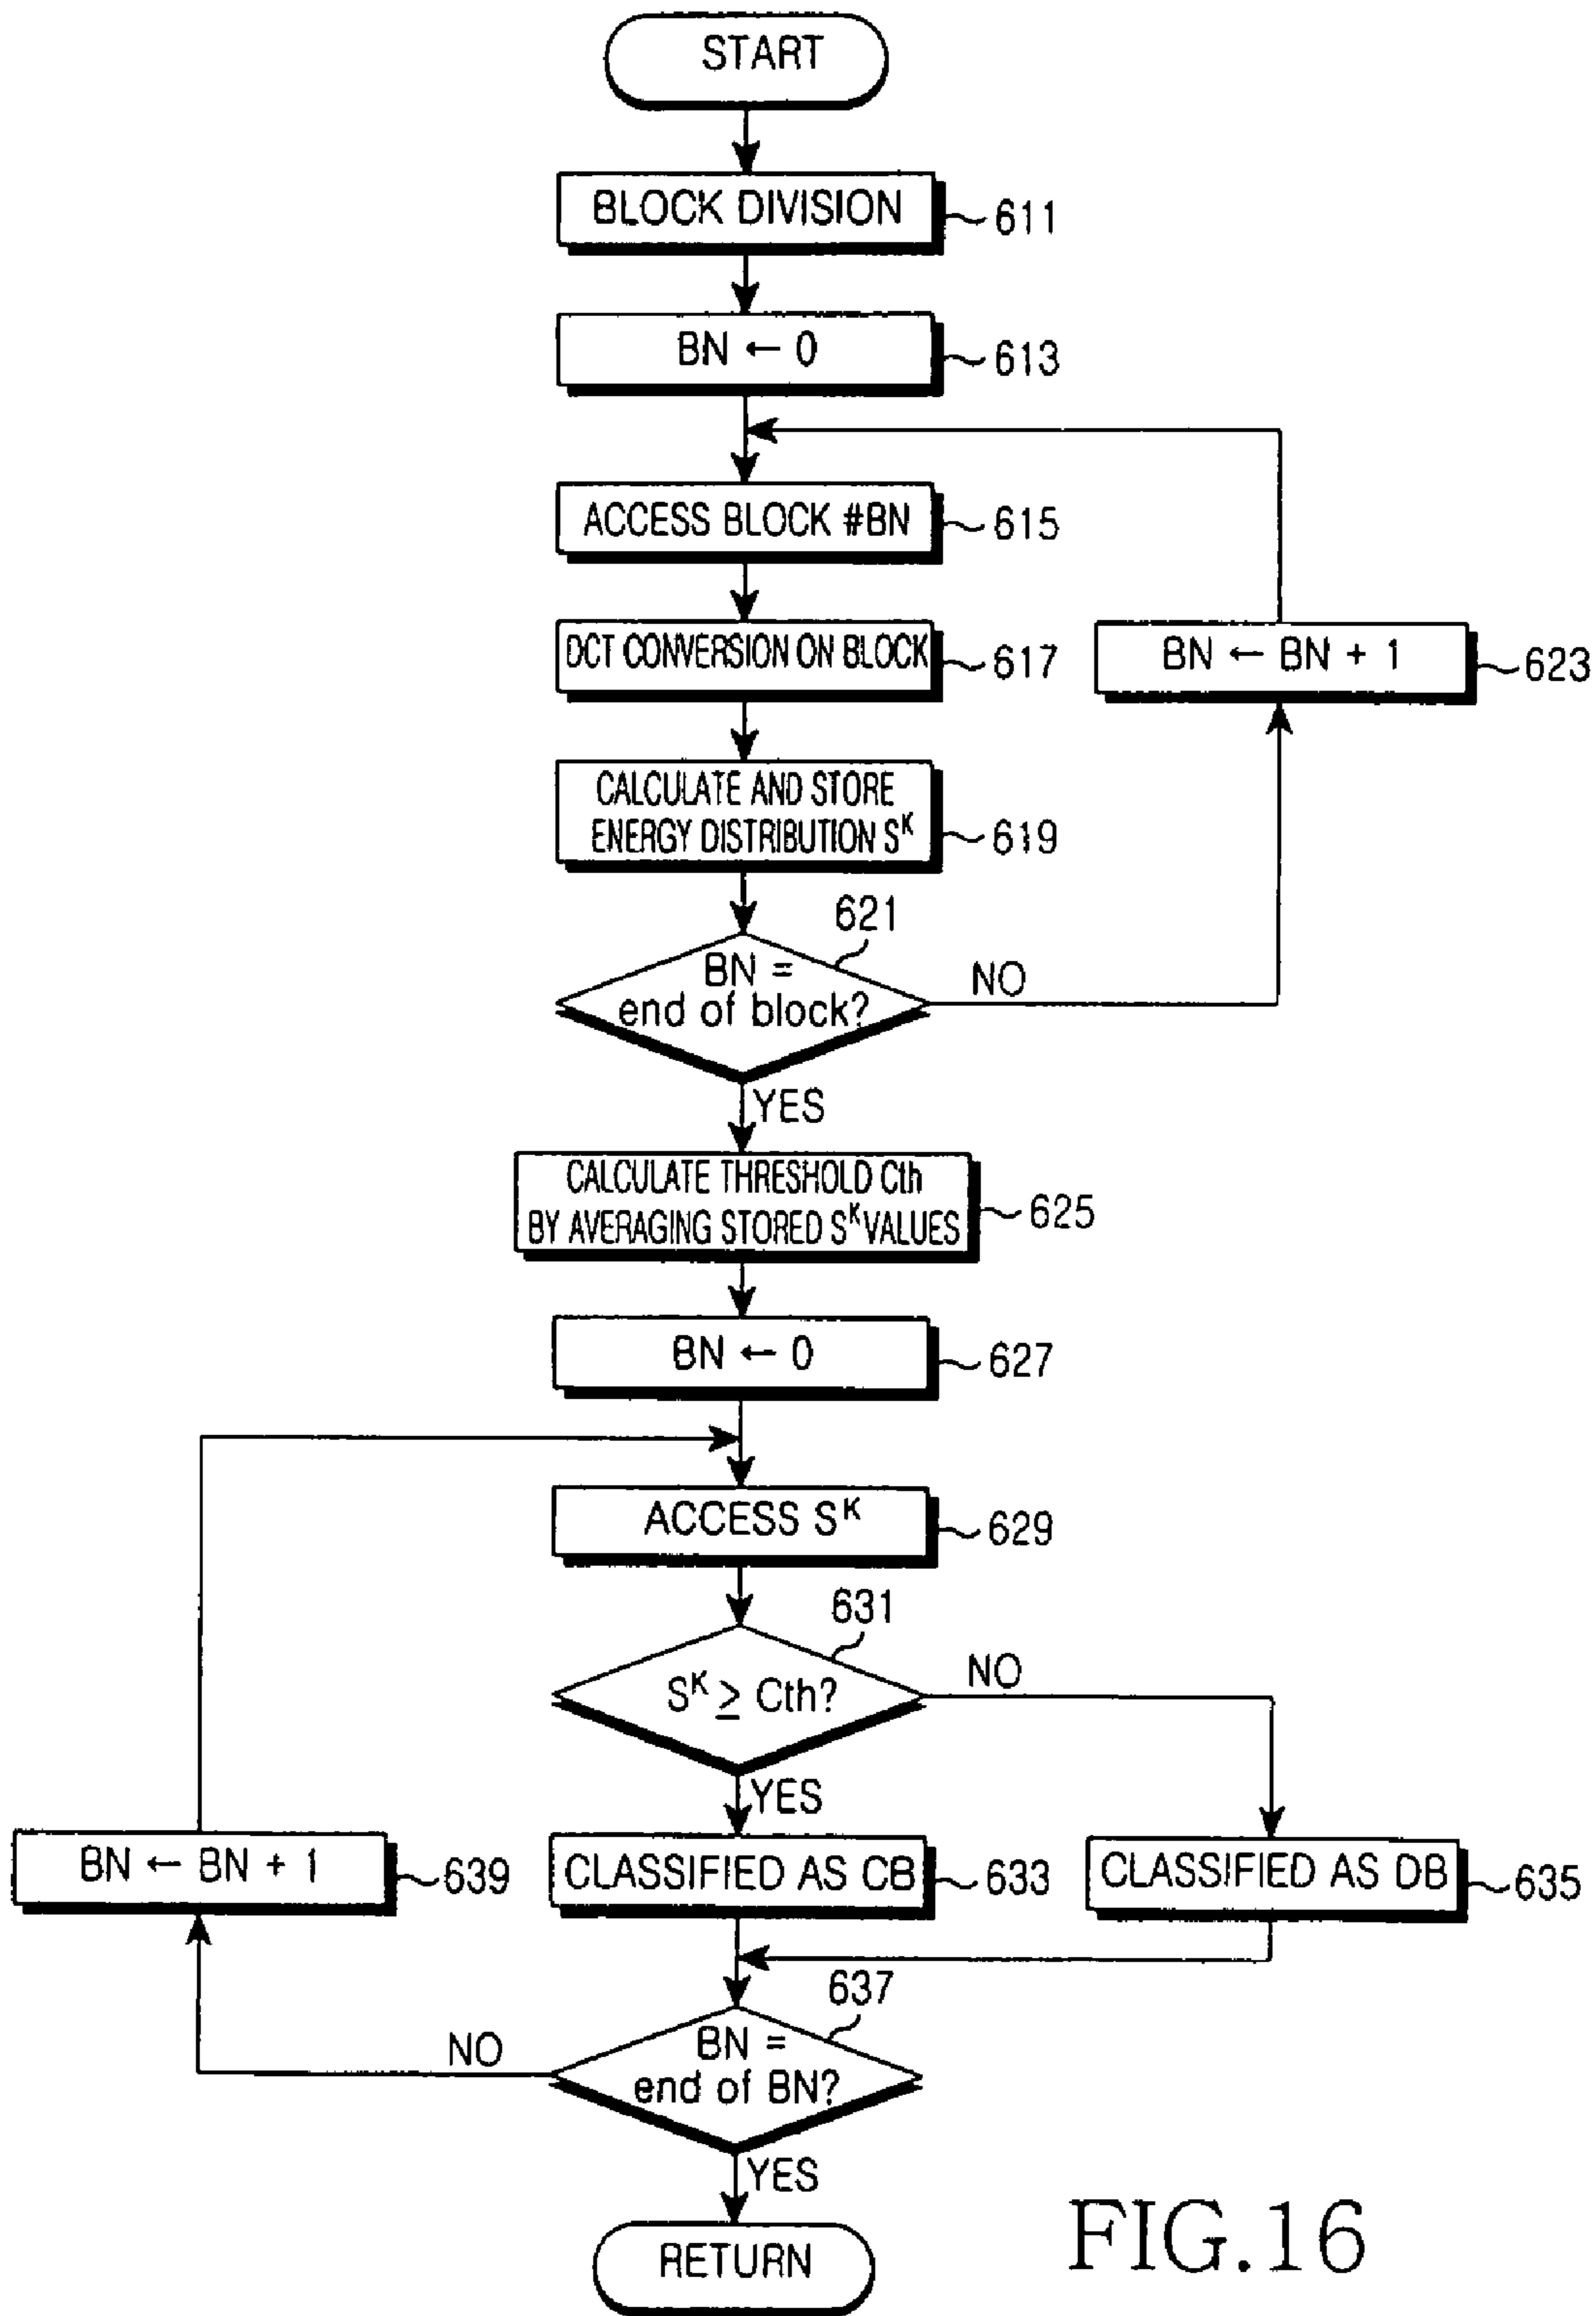 START
BLOCK DIVISION
611
BN ← 0
613
ACCESS BLOCK #BN
615
DCT CONVERSION ON BLOCK
617
BN ← BN + 1
623
CALCULATE AND STORE
ENERGY DISTRIBUTION S^K
619
621
BN =
end of block?
NO
YES
CALCULATE THRESHOLD Cth
BY AVERAGING STORED S^K VALUES
625
BN ← 0
627
ACCESS S^K
629
631
S^K ≥ Cth?
NO
YES
BN ← BN + 1
639
CLASSIFIED AS CB
633
CLASSIFIED AS DB
635
637
BN =
end of BN?
NO
YES
RETURN
FIG.16